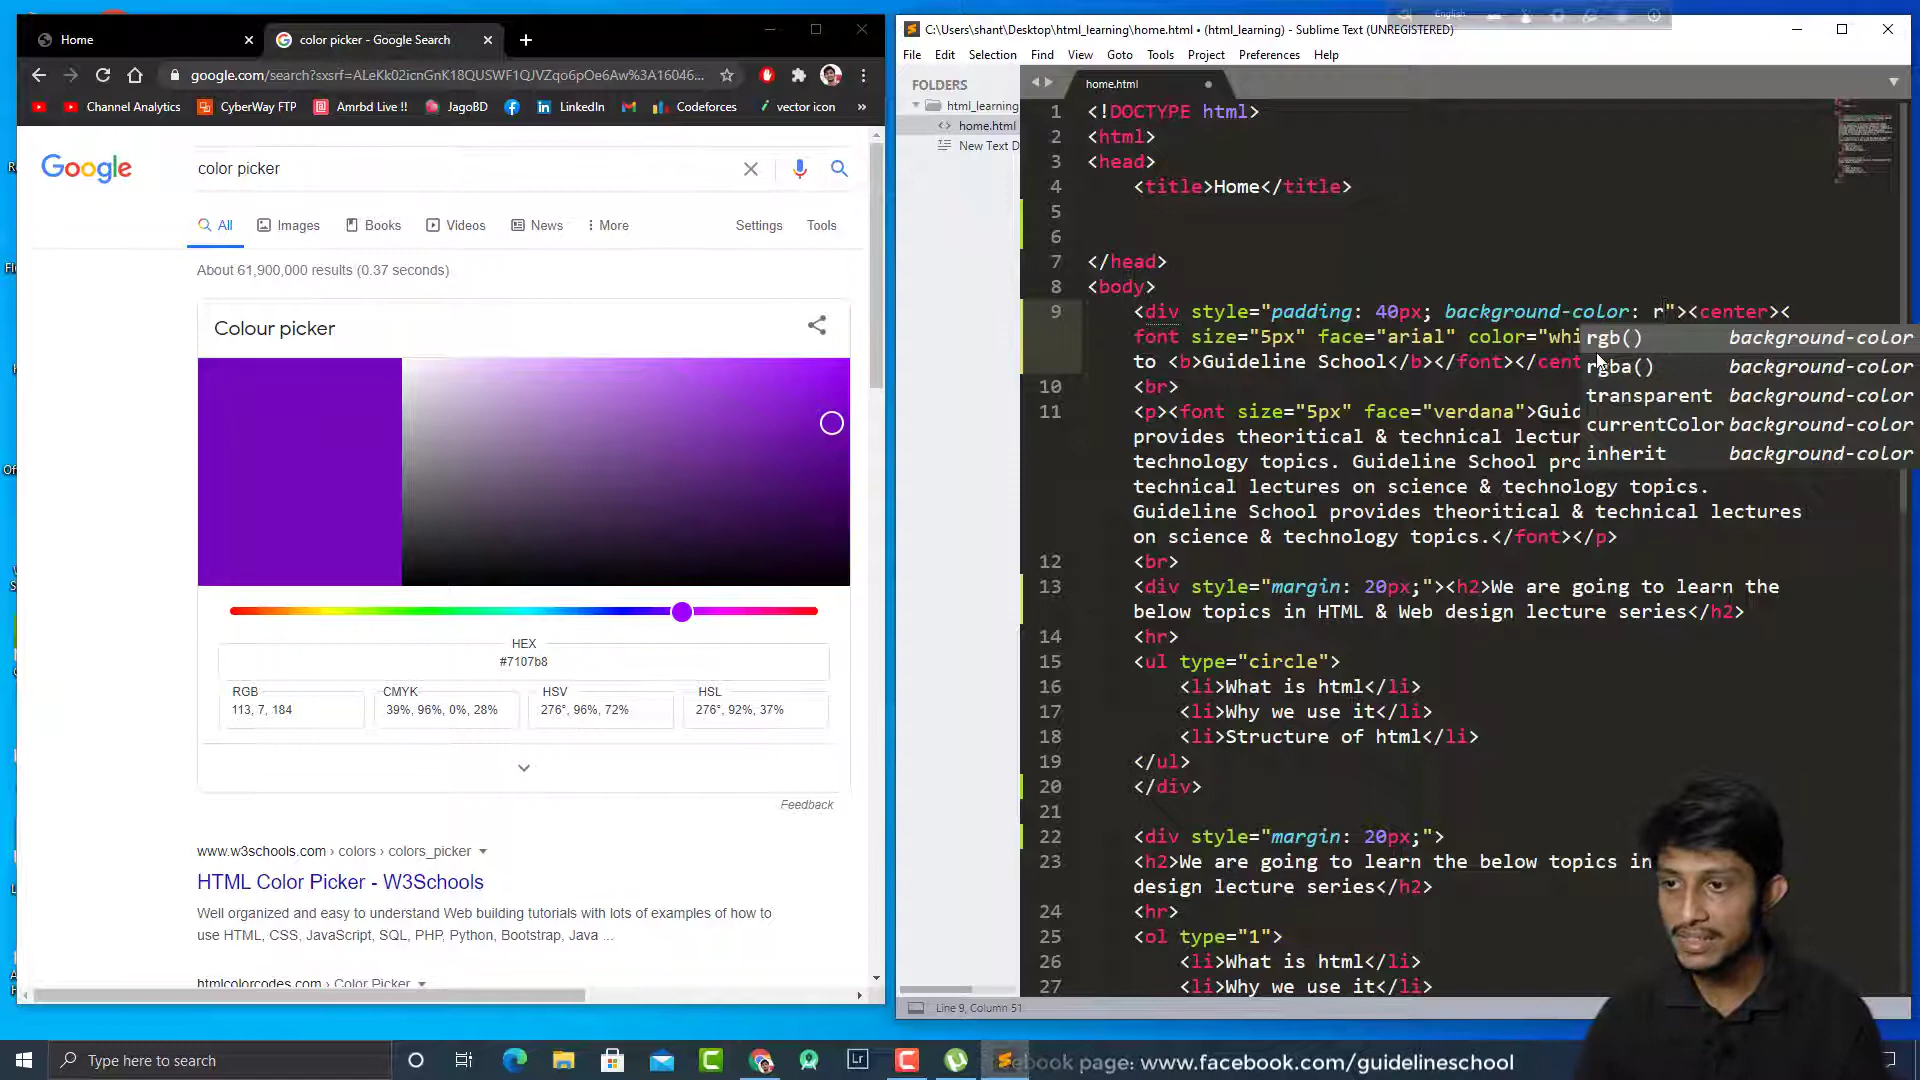 Home
color picker - Google Search
google.com/search?sxsrf=ALeKk02icnGnK18QUSWF1QJVZqo6pOe6Aw%3A16046...
Channel Analytics
CyberWay FTP
Amrbd Live !!
JagoBD
LinkedIn
Codeforces
vector icon
»
Google
color picker
All
Images
Books
Videos
News
More
Settings
Tools
About 61,900,000 results (0.37 seconds)
Colour picker
HEX
#7107b8
RGB
CMYK
HSV
HSL
113, 7, 184
39%, 96%, 0%, 28%
276°, 96%, 72%
276°, 92%, 37%
Feedback
www.w3schools.com › colors › colors_picker
HTML Color Picker - W3Schools
Well organized and easy to understand Web building tutorials with lots of examples of how to
use HTML, CSS, JavaScript, SQL, PHP, Python, Bootstrap, Java ...
htmlcolorcodes.com › Color Picker
English
C:\Users\shant\Desktop\html_learning\home.html • (html_learning) - Sublime Text (UNREGISTERED)
File Edit Selection Find View Goto Tools Project Preferences Help
FOLDERS
html_learning
home.html
New Text D
home.html
1 <!DOCTYPE html>
2 <html>
3 <head>
4 <title>Home</title>
5
6
7 </head>
8 <body>
9 <div style="padding: 40px; background-color: r"><center><
font size="5px" face="arial" color="whi
to <b>Guideline School</b></font></cent
rgb() background-color
rgba() background-color
transparent background-color
currentColor background-color
inherit background-color
10 <br>
11 <p><font size="5px" face="verdana">Guid
provides theoritical & technical lectur
technology topics. Guideline School pro
technical lectures on science & technology topics.
Guideline School provides theoritical & technical lectures
on science & technology topics.</font></p>
12 <br>
13 <div style="margin: 20px;"><h2>We are going to learn the
below topics in HTML & Web design lecture series</h2>
14 <hr>
15 <ul type="circle">
16 <li>What is html</li>
17 <li>Why we use it</li>
18 <li>Structure of html</li>
19 </ul>
20 </div>
21
22 <div style="margin: 20px;">
23 <h2>We are going to learn the below topics in
design lecture series</h2>
24 <hr>
25 <ol type="1">
26 <li>What is html</li>
27 <li>Why we use it</li>
Line 9, Column 51
Type here to search
Lr
ebook page: www.facebook.com/guidelineschool